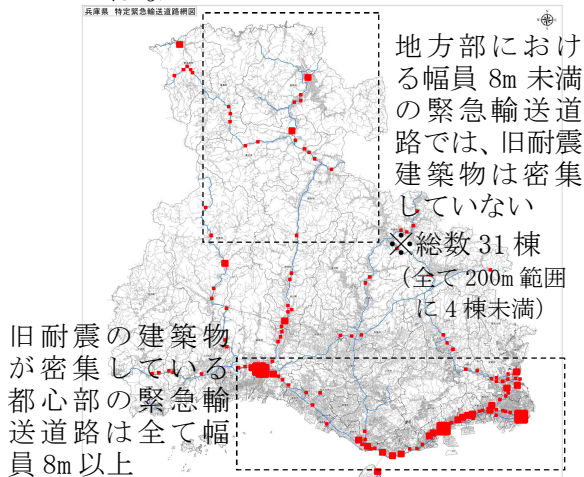 兵庫県 特定緊急輸送道路網図
地方部におけ
る幅員 8m 未満
の緊急輸送道
路では、旧耐震
建築物は密集
していない
※総数 31 棟
(全て 200m 範囲
に 4 棟未満)
旧耐震の建築物
が密集している
都心部の緊急輸
送道路は全て幅
員 8m 以上